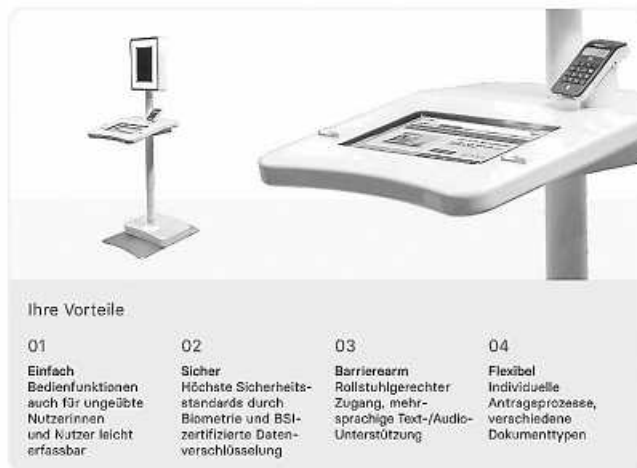 Ihre Vorteile
01
Einfach
Bedienfunktionen
auch für ungeübte
Nutzerinnen
und Nutzer leicht
erfassbar
02
Sicher
Höchste Sicherheits-
standards durch
Biometrie und BSI-
zertifizierte Daten-
verschlüsselung
03
Barrierearm
Rollstuhlgerechter
Zugang, mehr-
sprachige Text-/Audio-
Unterstützung
04
Flexibel
Individuelle
Antragsprozesse,
verschiedene
Dokumenttypen